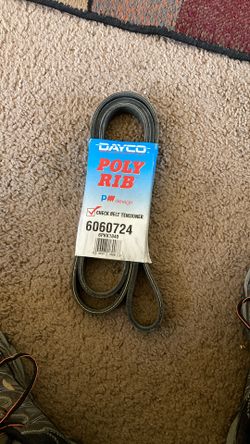 DAYCO
POLY
RIB
CHECK BELT TENSIONER
6060724